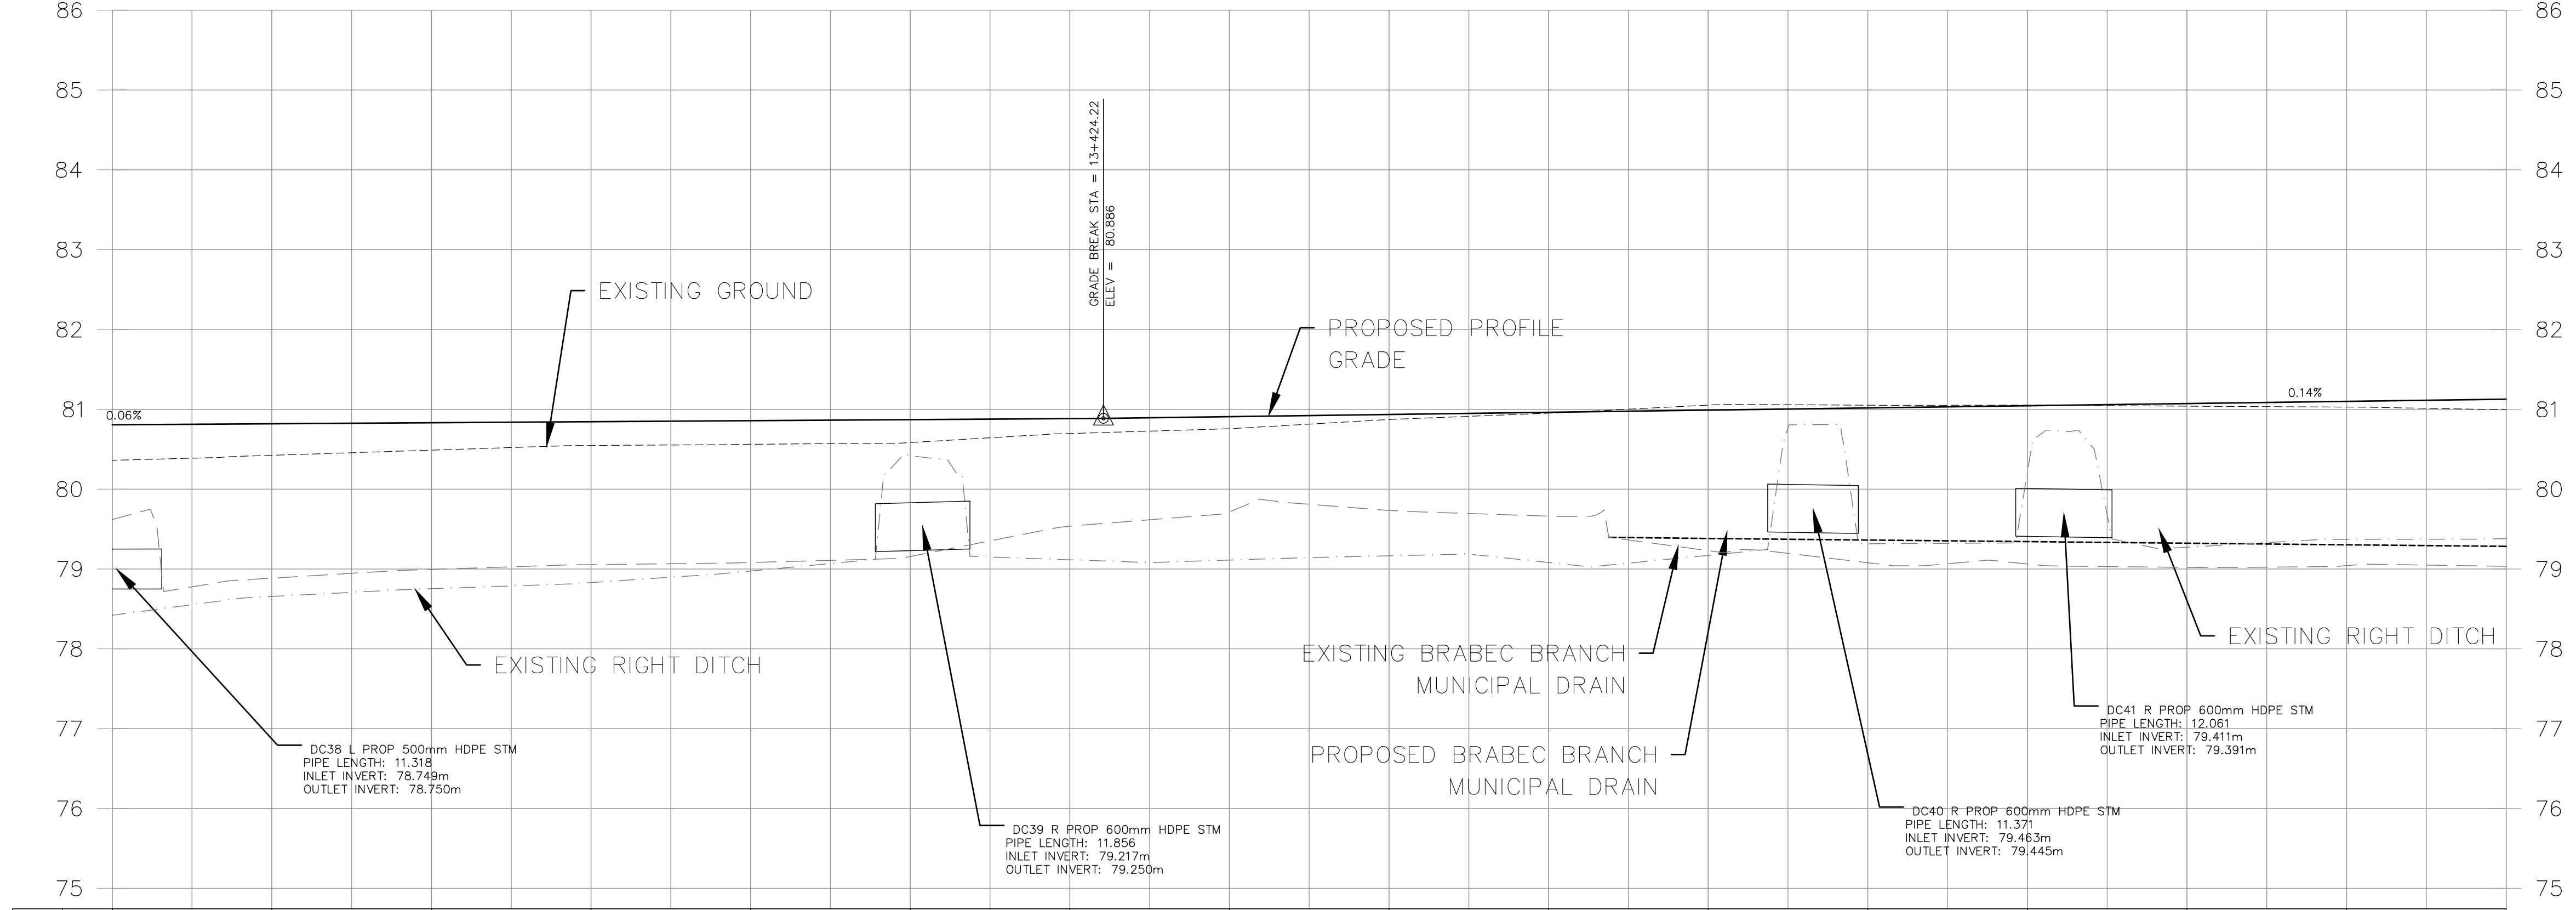 86
86
85
85
84
84
83
83
82
82
81
81
80
80
79
79
78
78
77
77
76
76
75
75
GRADE BREAK STA = 13+424.22
ELEV = 80.886
EXISTING GROUND
PROPOSED PROFILE
GRADE
0.06%
0.14%
EXISTING RIGHT DITCH
EXISTING BRABEC BRANCH
MUNICIPAL DRAIN
EXISTING RIGHT DITCH
PROPOSED BRABEC BRANCH
MUNICIPAL DRAIN
DC38 L PROP 500mm HDPE STM
PIPE LENGTH: 11.318
INLET INVERT: 78.749m
OUTLET INVERT: 78.750m
DC39 R PROP 600mm HDPE STM
PIPE LENGTH: 11.856
INLET INVERT: 79.217m
OUTLET INVERT: 79.250m
DC40 R PROP 600mm HDPE STM
PIPE LENGTH: 11.371
INLET INVERT: 79.463m
OUTLET INVERT: 79.445m
DC41 R PROP 600mm HDPE STM
PIPE LENGTH: 12.061
INLET INVERT: 79.411m
OUTLET INVERT: 79.391m